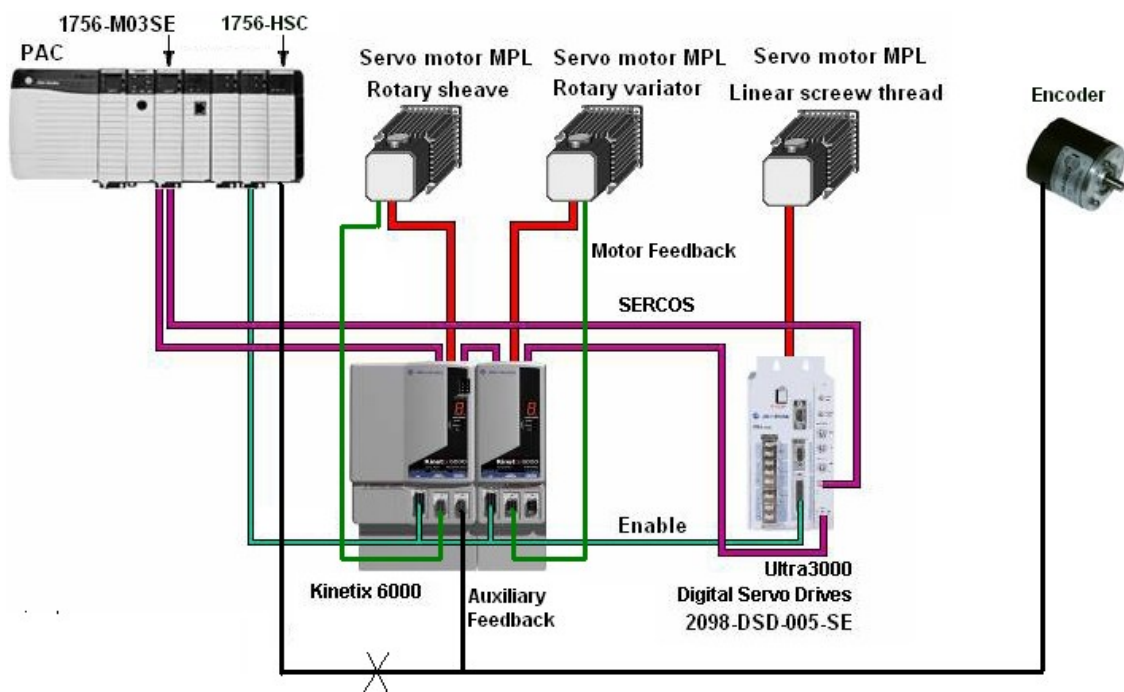 1756-M03SE
1756-HSC
PAC
Servo motor MPL
Rotary sheave
Servo motor MPL
Rotary variator
Servo motor MPL
Linear screew thread
Encoder
Motor Feedback
SERCOS
Enable
Kinetix 6000
Auxiliary
Feedback
Ultra3000
Digital Servo Drives
2098-DSD-005-SE